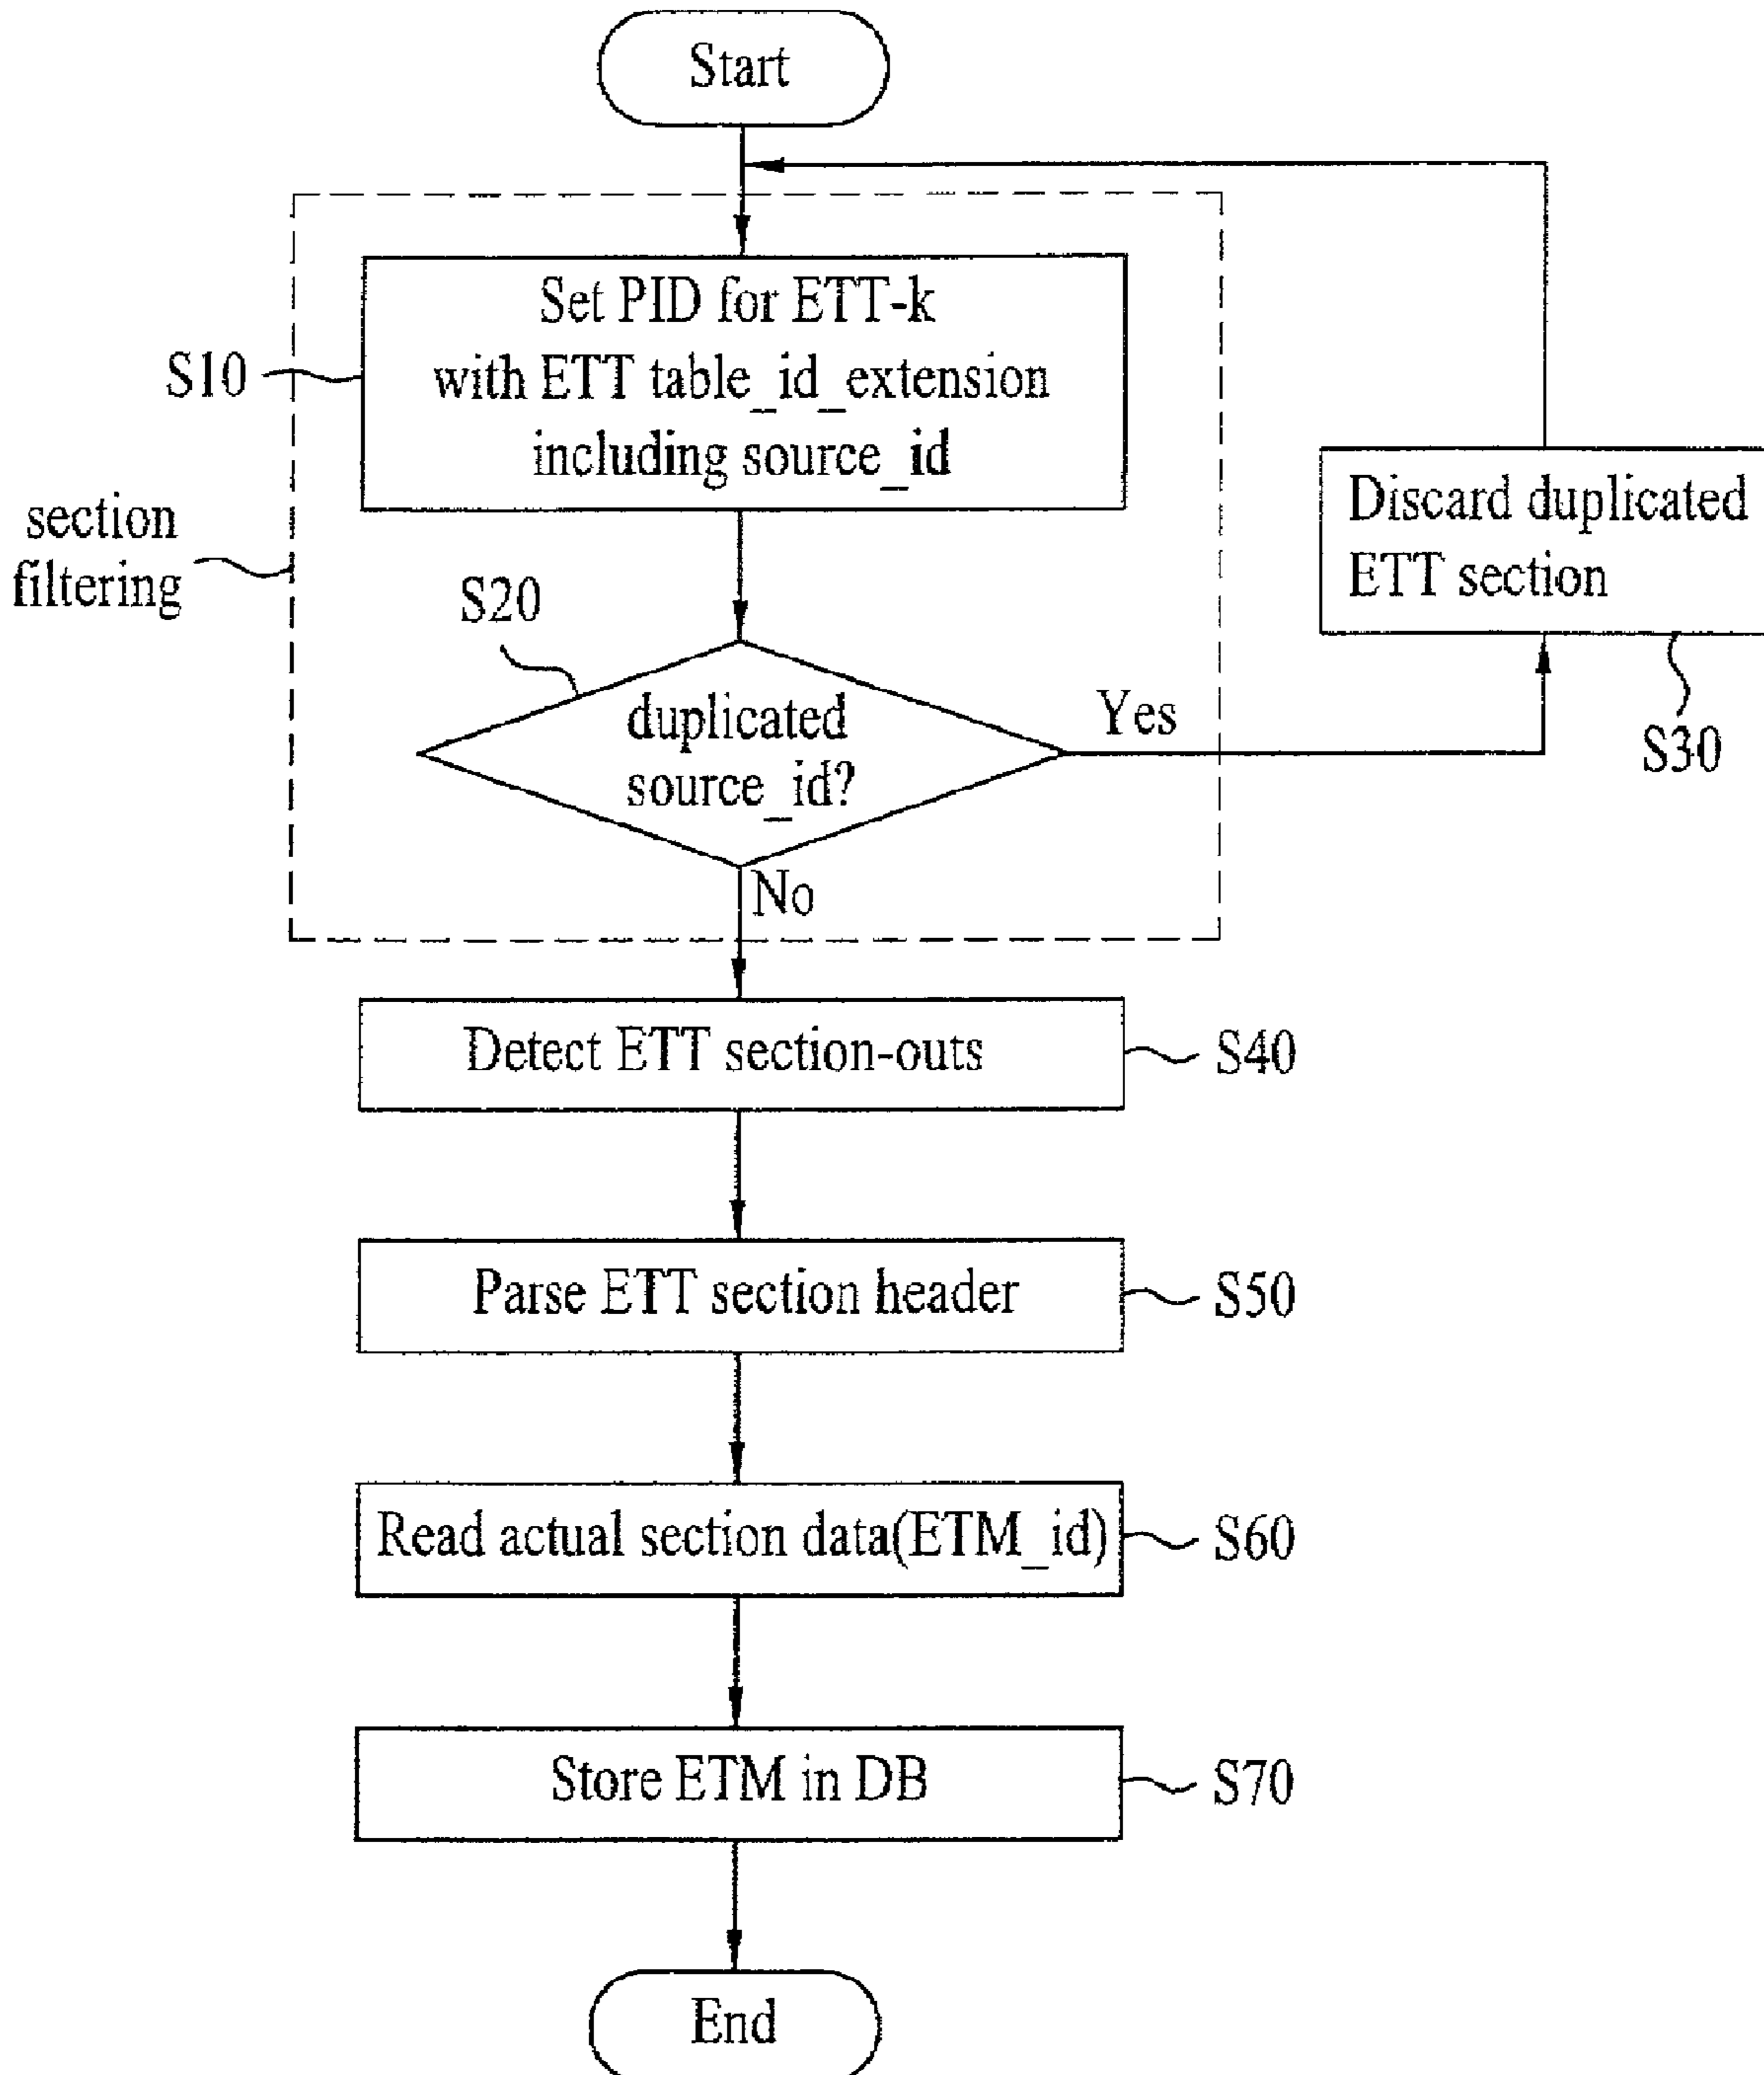 Start
Set PID for ETT-k
with ETT table_id_extension
including source_id
S10
section
filtering
Discard duplicated
ETT section
S30
S20
duplicated
source_id?
Yes
No
Detect ETT section-outs
S40
Parse ETT section header
S50
Read actual section data(ETM_id)
S60
Store ETM in DB
S70
End